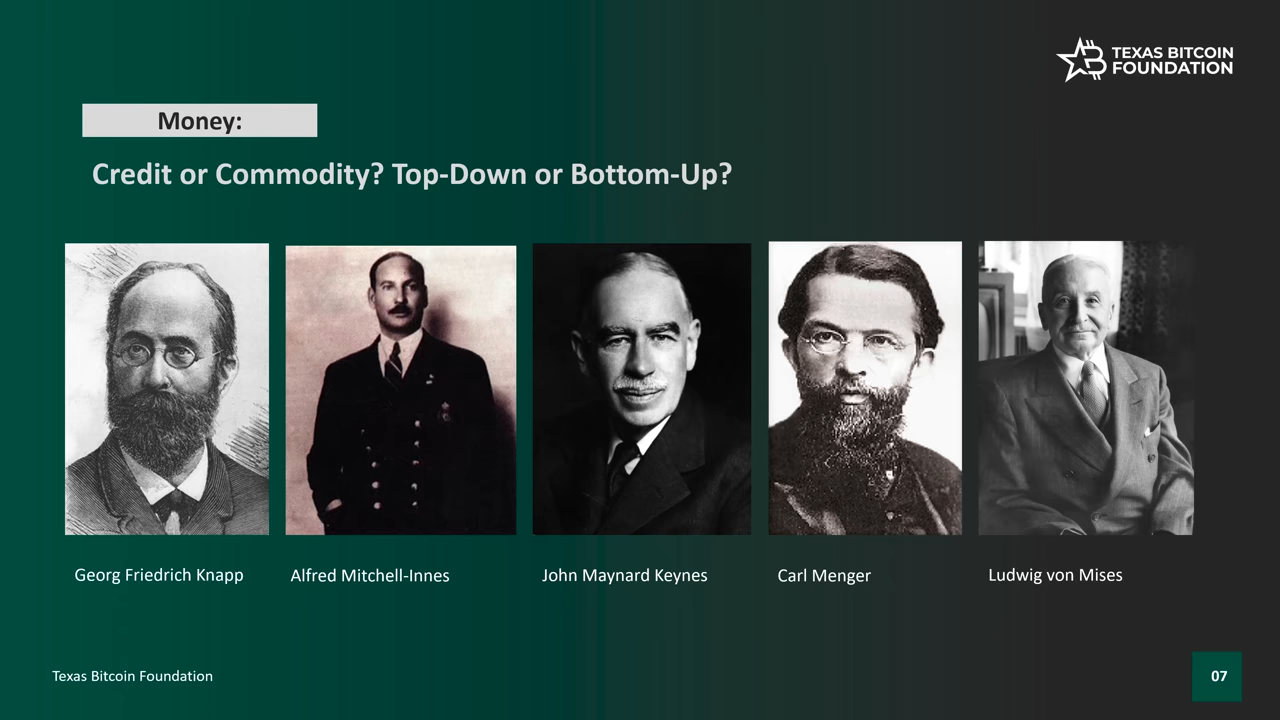 TEXAS BITCOIN
FOUNDATION
Money:
Credit or Commodity? Top-Down or Bottom-Up?
Georg Friedrich Knapp
Alfred Mitchell-Innes
John Maynard Keynes
Carl Menger
Ludwig von Mises
Texas Bitcoin Foundation
07